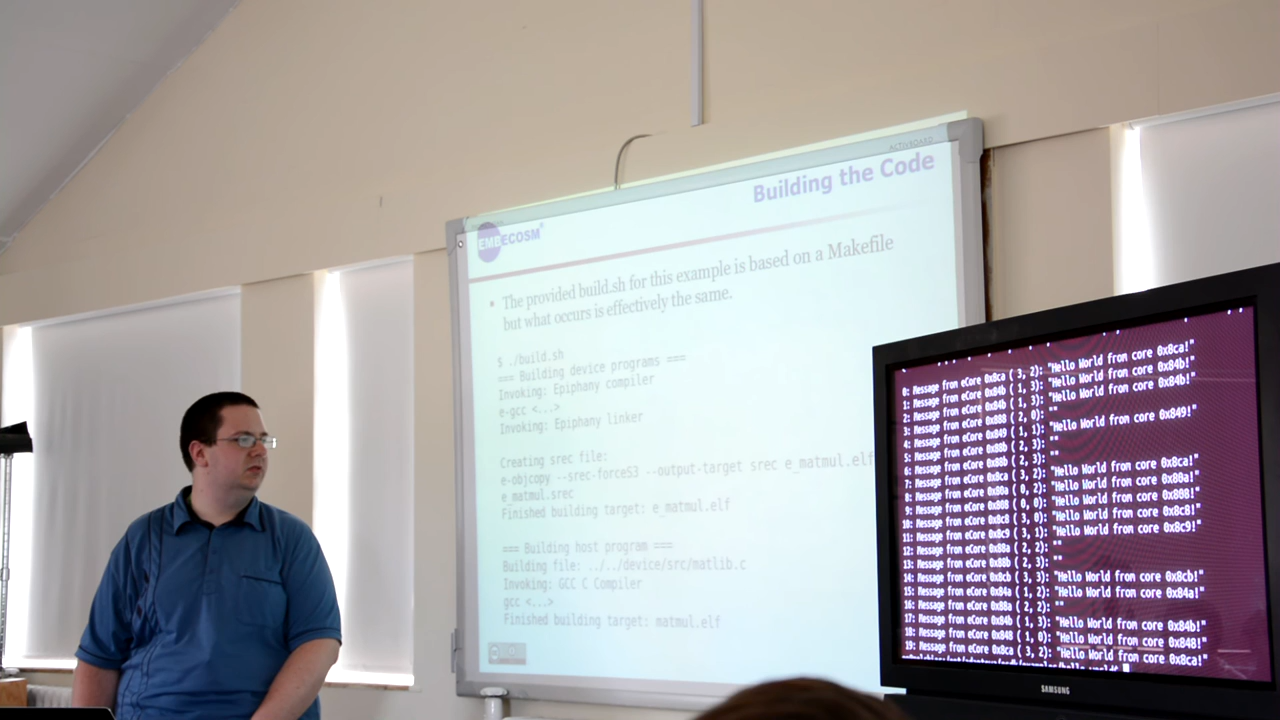 ACTIVBOARD
Building the Code
EMBECOSM®
▪ The provided build.sh for this example is based on a Makefile
but what occurs is effectively the same.
$ ./build.sh
=== Building device programs ===
Invoking: Epiphany compiler
e-gcc <...>
Invoking: Epiphany linker
Creating srec file:
e-objcopy --srec-forceS3 --output-target srec e_matmul.elf
e_matmul.srec
Finished building target: e_matmul.elf
=== Building host program ===
Building file: ../../device/src/matlib.c
Invoking: GCC C Compiler
gcc <...>
Finished building target: matmul.elf
0: Message from eCore 0x8ca ( 3, 2): "Hello World from core 0x8ca!"
1: Message from eCore 0x84b ( 1, 3): "Hello World from core 0x84b!"
2: Message from eCore 0x84b ( 1, 3): "Hello World from core 0x84b!"
3: Message from eCore 0x888 ( 2, 0): ""
4: Message from eCore 0x849 ( 1, 1): "Hello World from core 0x849!"
5: Message from eCore 0x88b ( 2, 3): ""
6: Message from eCore 0x88b ( 2, 3): ""
7: Message from eCore 0x8ca ( 3, 2): "Hello World from core 0x8ca!"
8: Message from eCore 0x80a ( 0, 2): "Hello World from core 0x80a!"
9: Message from eCore 0x808 ( 0, 0): "Hello World from core 0x808!"
10: Message from eCore 0x8c8 ( 3, 0): "Hello World from core 0x8c8!"
11: Message from eCore 0x8c9 ( 3, 1): "Hello World from core 0x8c9!"
12: Message from eCore 0x88a ( 2, 2): ""
13: Message from eCore 0x88b ( 2, 3): ""
14: Message from eCore 0x8cb ( 3, 3): "Hello World from core 0x8cb!"
15: Message from eCore 0x84a ( 1, 2): "Hello World from core 0x84a!"
16: Message from eCore 0x88a ( 2, 2): ""
17: Message from eCore 0x84b ( 1, 3): "Hello World from core 0x84b!"
18: Message from eCore 0x848 ( 1, 0): "Hello World from core 0x848!"
19: Message from eCore 0x8ca ( 3, 2): "Hello World from core 0x8ca!"
SAMSUNG